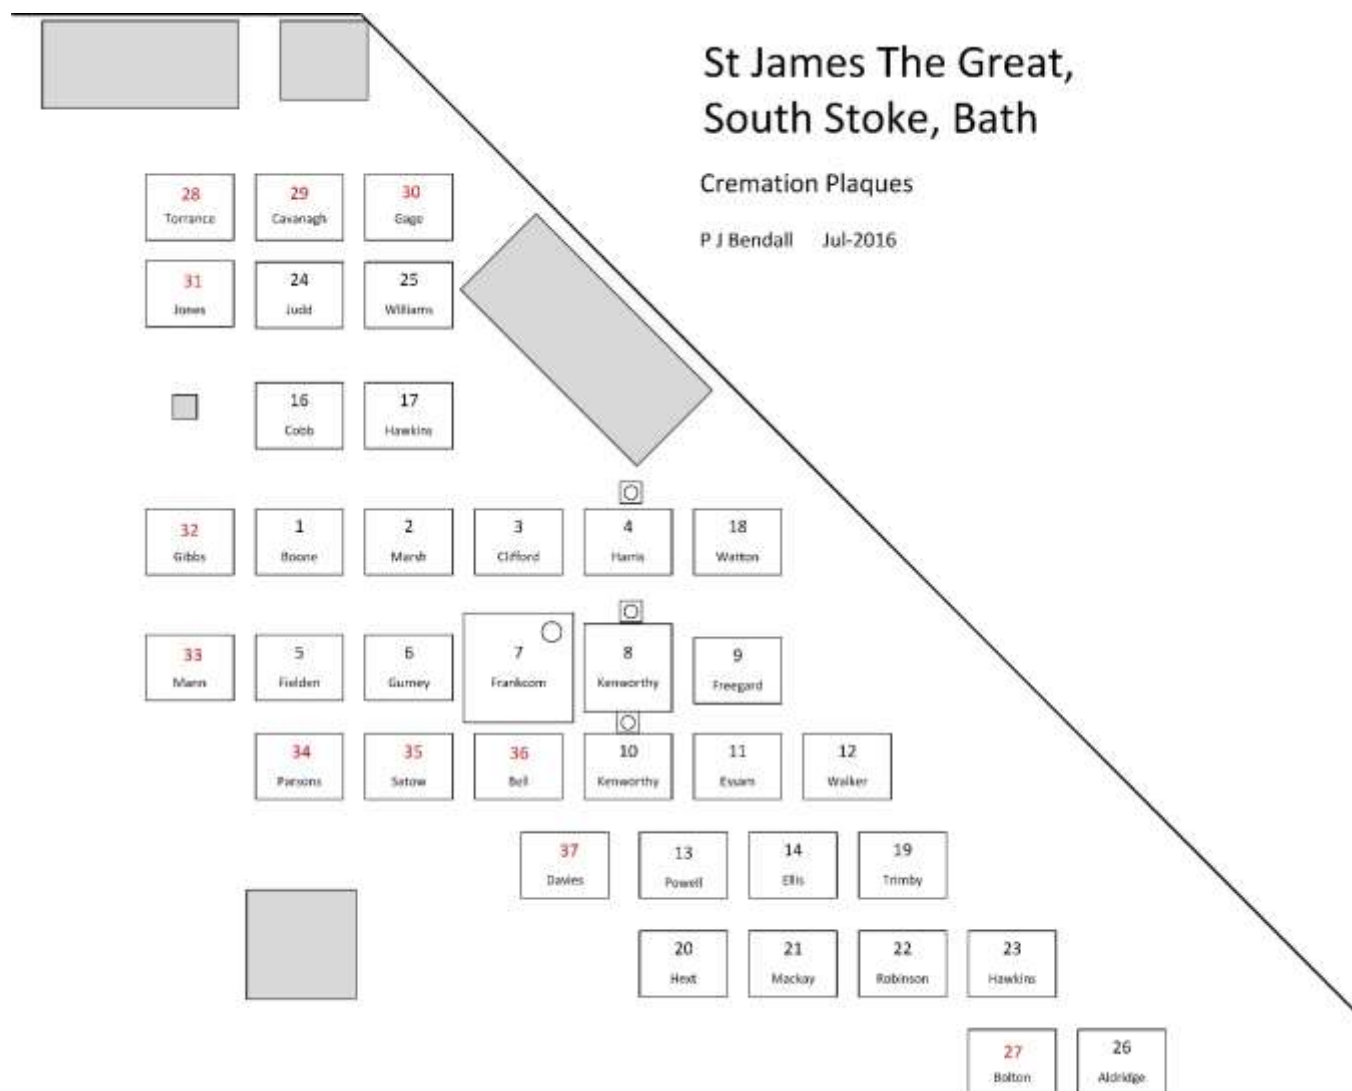 St James The Great,
South Stoke, Bath
Cremation Plaques
P J Bendall Jul-2016
28 29 30
Torrance Cavanagh Gage
31 24 25
Jones Judd Williams
16 17
Cobb Hawkins
32 1 2 3 4 18
Gibbs Boone Marsh Clifford Harris Watton
33 5 6 7 8 9
Mann Fielden Gurney Frankcom Kenworthy Freegard
34 35 36 10 11 12
Parsons Satow Bell Kenworthy Essam Walker
37 13 14 19
Davies Powell Ellis Trimby
20 21 22 23
Hext Mackay Robinson Hawkins
27 26
Bolton Aldridge